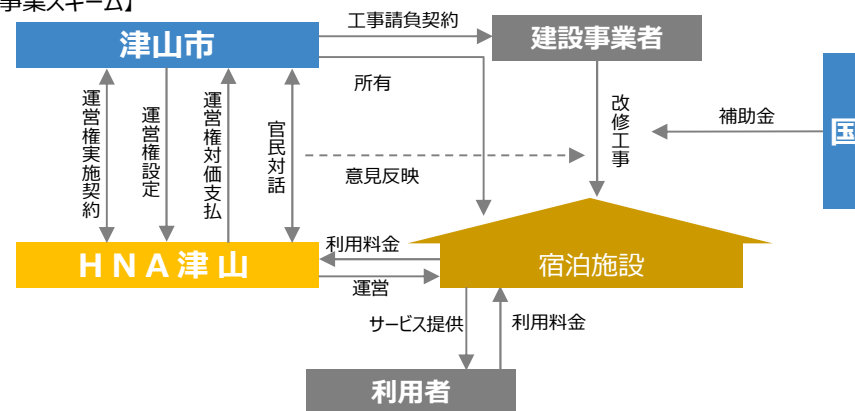 事業スキーム】
工事請負契約
津山市
建設事業者
所有
運営権実施契約
運営権設定
運営権対価支払
官民対話
改修工事
補助金
国
意見反映
利用料金
HNA津山
宿泊施設
運営
サービス提供
利用料金
利用者